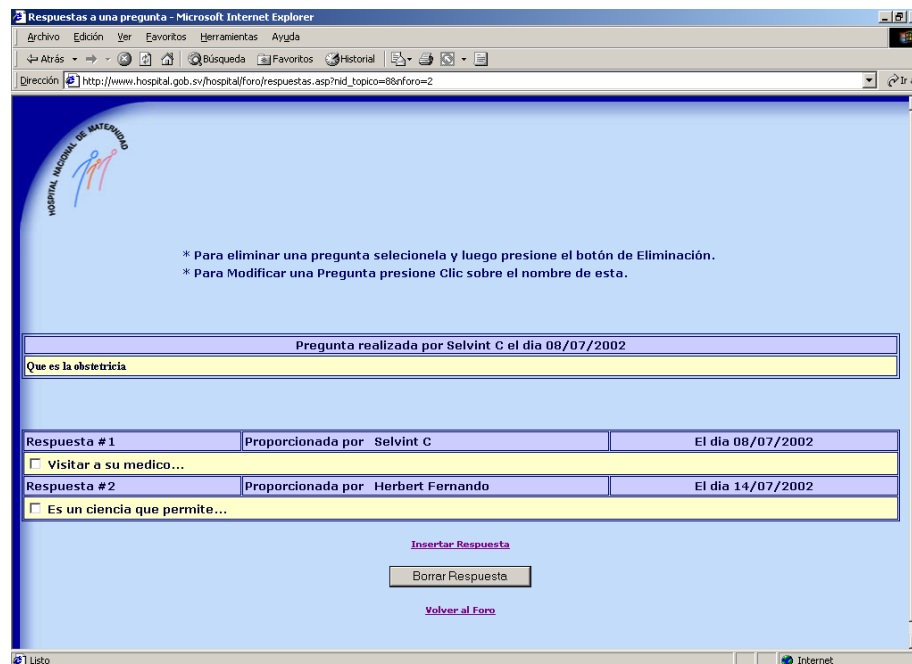 Respuestas a una pregunta - Microsoft Internet Explorer
Archivo Edición Ver Favoritos Herramientas Ayuda
Atrás Búsqueda Favoritos Historial
Dirección http://www.hospital.gob.sv/hospital/foro/respuestas.asp?nid_topico=88&nforo=2 Ir
HOSPITAL NACIONAL DE MATERNIDAD
* Para eliminar una pregunta selecionela y luego presione el botón de Eliminación.
* Para Modificar una Pregunta presione Clic sobre el nombre de esta.
Pregunta realizada por Selvint C el dia 08/07/2002
Que es la obstetricia
Respuesta #1 Proporcionada por Selvint C El dia 08/07/2002
Visitar a su medico...
Respuesta #2 Proporcionada por Herbert Fernando El dia 14/07/2002
Es un ciencia que permite...
Insertar Respuesta
Borrar Respuesta
Volver al Foro
Listo Internet